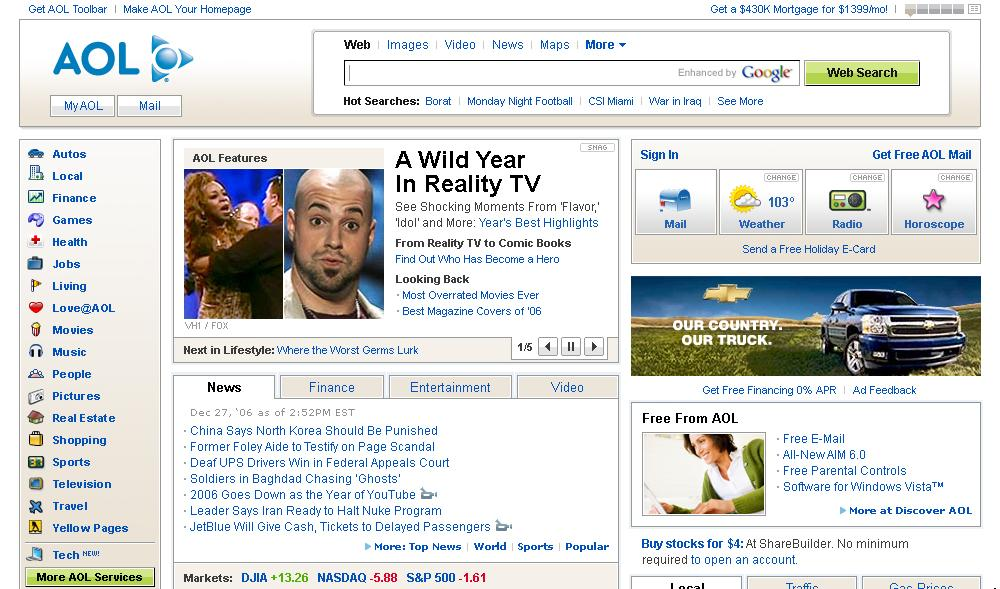 Get AOL Toolbar | Make AOL Your Homepage
Get a $430K Mortgage for $1399/mo!
AOL
My AOL
Mail
Web | Images | Video | News | Maps | More
Enhanced by Google
Web Search
Hot Searches: Borat | Monday Night Football | CSI Miami | War in Iraq | See More
Autos
Local
Finance
Games
Health
Jobs
Living
Love@AOL
Movies
Music
People
Pictures
Real Estate
Shopping
Sports
Television
Travel
Yellow Pages
Tech NEW!
More AOL Services
AOL Features
SNAG
A Wild Year
In Reality TV
See Shocking Moments From 'Flavor,'
'Idol' and More: Year's Best Highlights
From Reality TV to Comic Books
Find Out Who Has Become a Hero
Looking Back
· Most Overrated Movies Ever
· Best Magazine Covers of '06
VH1 / FOX
Next in Lifestyle: Where the Worst Germs Lurk
1/5
News
Finance
Entertainment
Video
Dec 27, '06 as of 2:52PM EST
· China Says North Korea Should Be Punished
· Former Foley Aide to Testify on Page Scandal
· Deaf UPS Drivers Win in Federal Appeals Court
· Soldiers in Baghdad Chasing 'Ghosts'
· 2006 Goes Down as the Year of YouTube
· Leader Says Iran Ready to Halt Nuke Program
· JetBlue Will Give Cash, Tickets to Delayed Passengers
More: Top News | World | Sports | Popular
Markets: DJIA +13.26 NASDAQ -5.88 S&P 500 -1.61
Sign In
Get Free AOL Mail
CHANGE
CHANGE
CHANGE
103°
Mail
Weather
Radio
Horoscope
Send a Free Holiday E-Card
OUR COUNTRY.
OUR TRUCK.
Get Free Financing 0% APR | Ad Feedback
Free From AOL
· Free E-Mail
· All-New AIM 6.0
· Free Parental Controls
· Software for Windows Vista™
More at Discover AOL
Buy stocks for $4: At ShareBuilder. No minimum
required to open an account.
Local
Traffic
Gas Prices